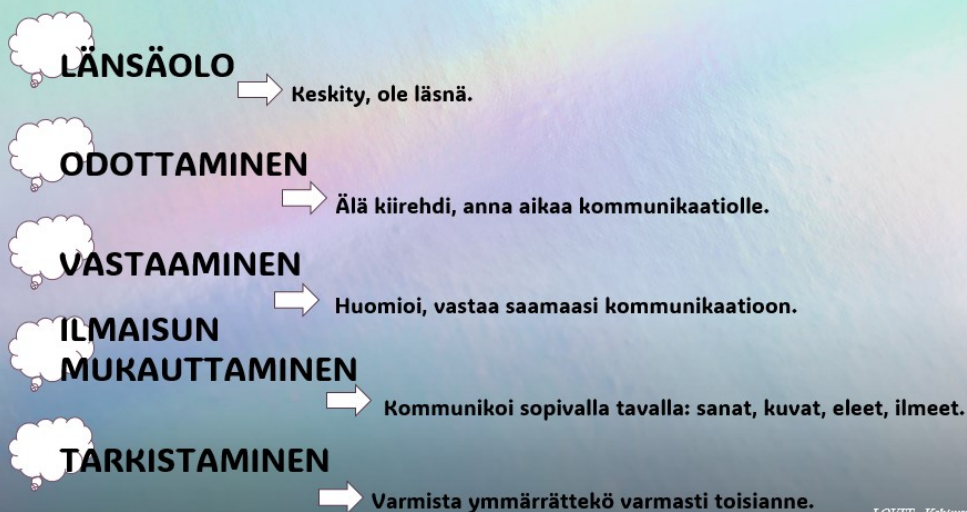 LÄNSÄOLO
Keskity, ole läsnä.
ODOTTAMINEN
Älä kiirehdi, anna aikaa kommunikaatiolle.
VASTAAMINEN
Huomioi, vastaa saamaasi kommunikaatioon.
ILMAISUN
MUKAUTTAMINEN
Kommunikoi sopivalla tavalla: sanat, kuvat, eleet, ilmeet.
TARKISTAMINEN
Varmista ymmärrättekö varmasti toisianne.